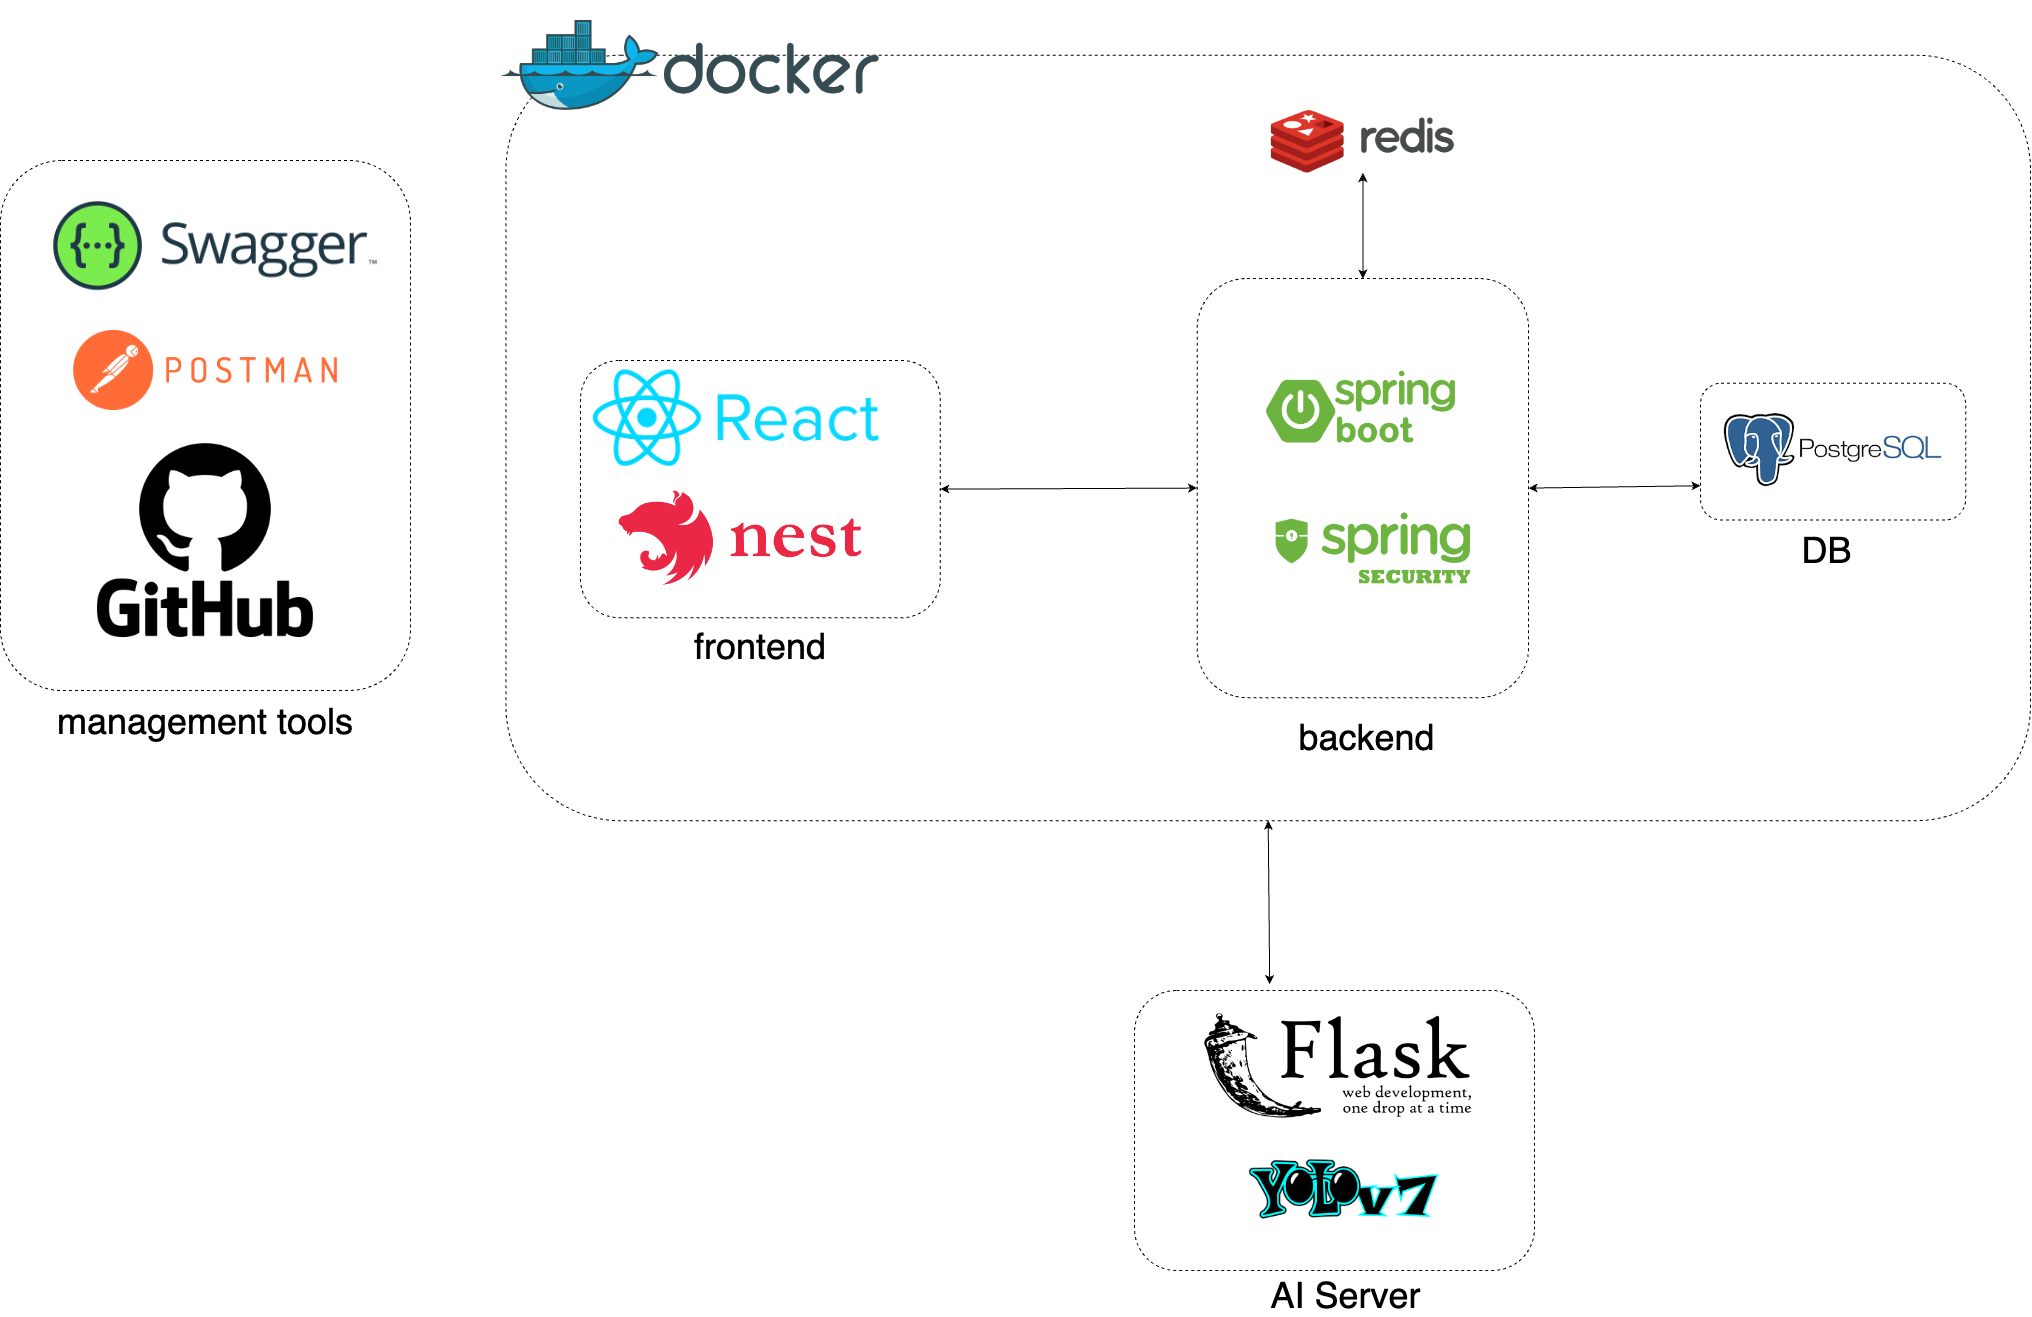 docker
redis
Swagger™
POSTMAN
GitHub
management tools
React
nest
frontend
spring
boot
spring
SECURITY
backend
PostgreSQL
DB
Flask
web development,
one drop at a time
YOLOv7
AI Server